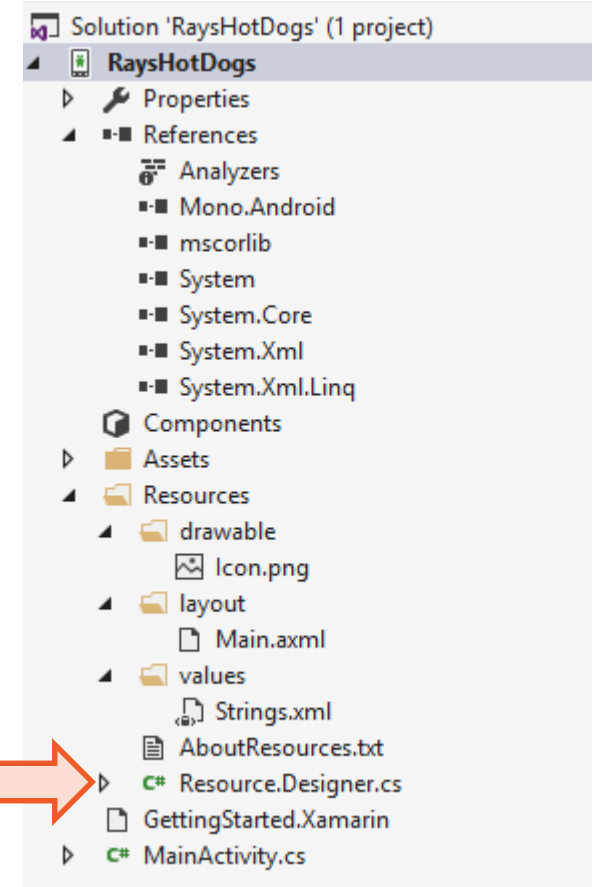 Solution 'RaysHotDogs' (1 project)
RaysHotDogs
Properties
References
Analyzers
Mono.Android
mscorlib
System
System.Core
System.Xml
System.Xml.Linq
Components
Assets
Resources
drawable
Icon.png
layout
Main.axml
values
Strings.xml
AboutResources.txt
C# Resource.Designer.cs
GettingStarted.Xamarin
C# MainActivity.cs